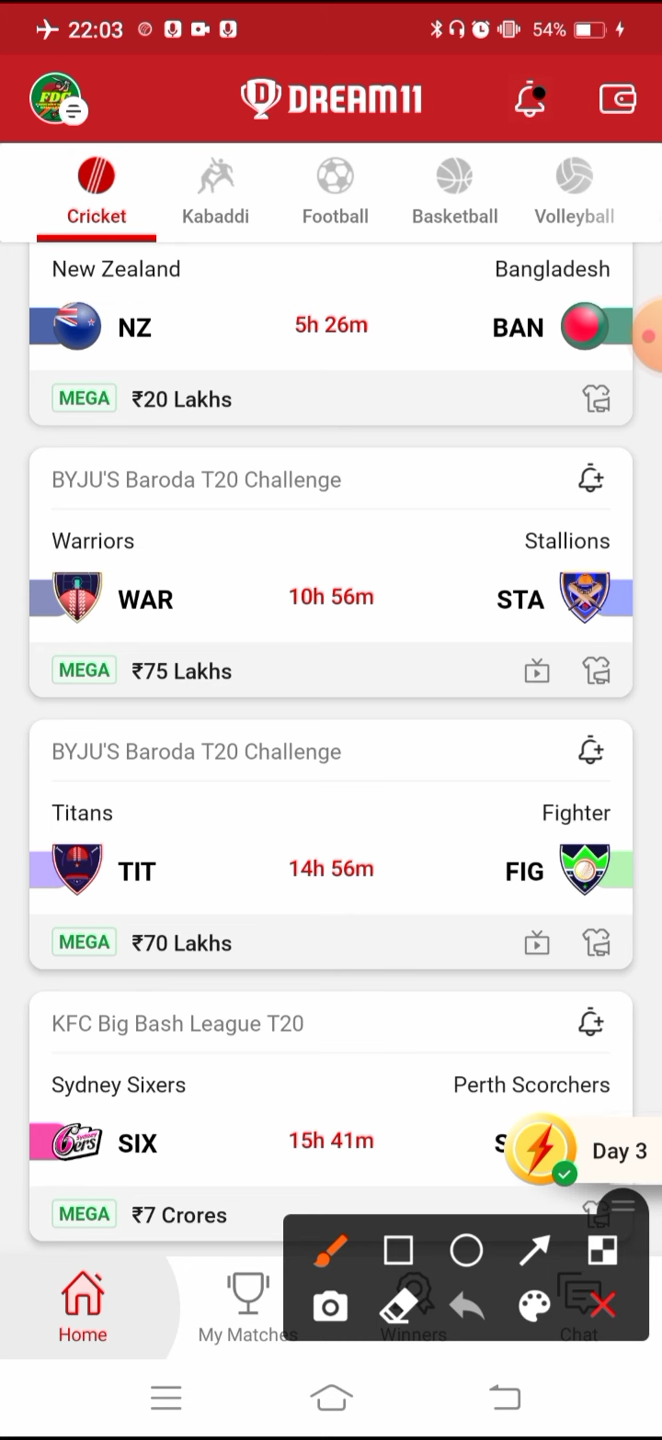 22:03
54%
FDG
DREAM11
Cricket
Kabaddi
Football
Basketball
Volleyball
New Zealand
Bangladesh
NZ
5h 26m
BAN
MEGA ₹20 Lakhs
BYJU'S Baroda T20 Challenge
Warriors
Stallions
WAR
10h 56m
STA
MEGA ₹75 Lakhs
BYJU'S Baroda T20 Challenge
Titans
Fighter
TIT
14h 56m
FIG
MEGA ₹70 Lakhs
KFC Big Bash League T20
Sydney Sixers
Perth Scorchers
6ers
SIX
15h 41m
S
Day 3
MEGA ₹7 Crores
Home
My Matches
Winners
Chat